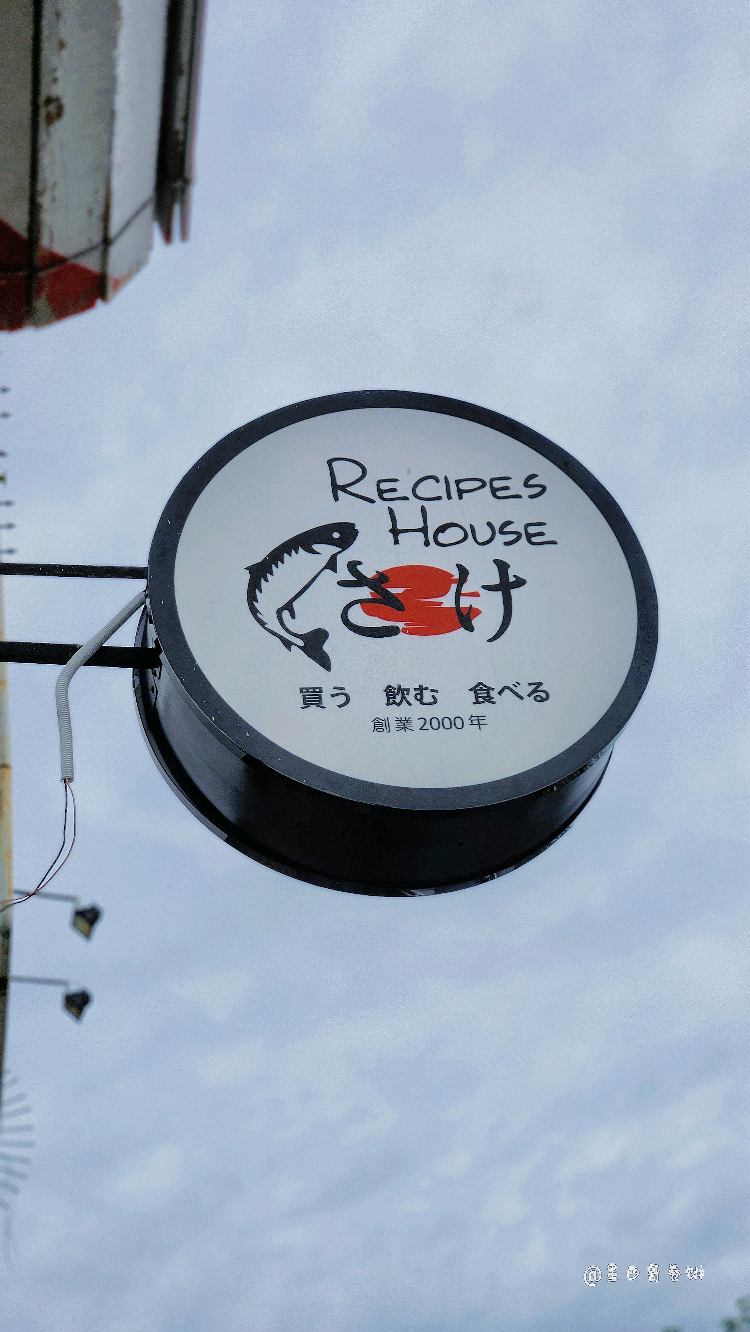 RECIPES
HOUSE
さけ
買う 飲む 食べる
創業2000年